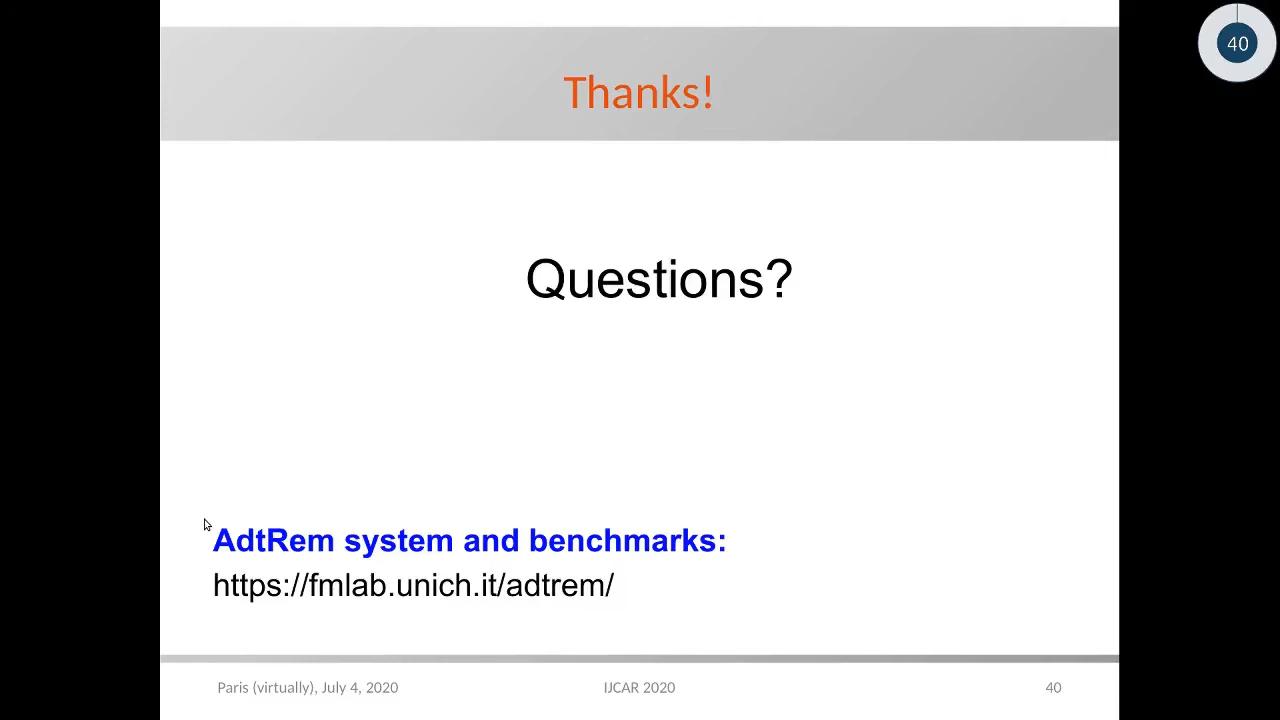 40
Thanks!
Questions?
AdtRem system and benchmarks:
https://fmlab.unich.it/adtrem/
Paris (virtually), July 4, 2020
IJCAR 2020
40